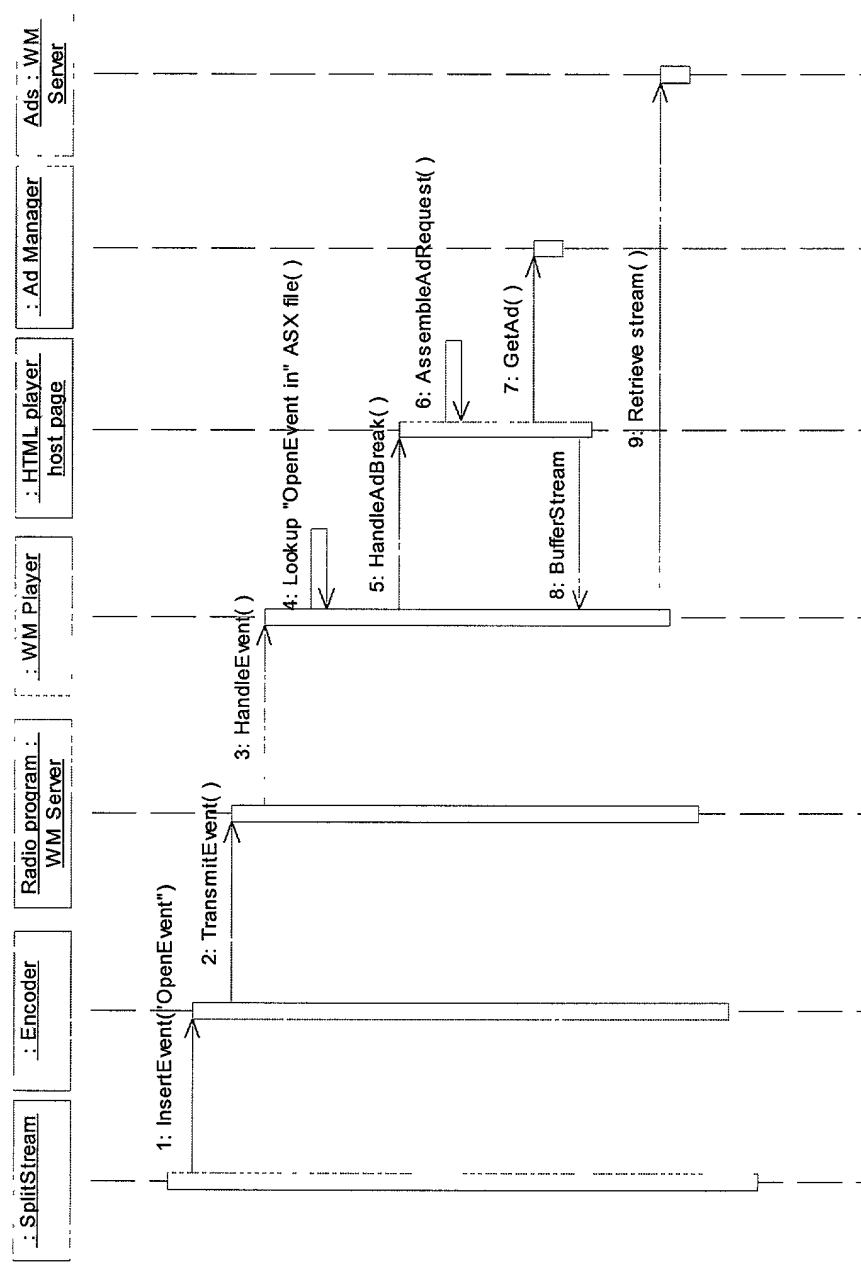 : SplitStream
: Encoder
Radio program :
WM Server
: WM Player
: HTML player
host page
: Ad Manager
Ads : WM
Server
1: InsertEvent("OpenEvent")
2: TransmitEvent( )
3: HandleEvent( )
4: Lookup "OpenEvent in" ASX file( )
5: HandleAdBreak( )
6: AssembleAdRequest( )
7: GetAd( )
8: BufferStream
9: Retrieve stream( )